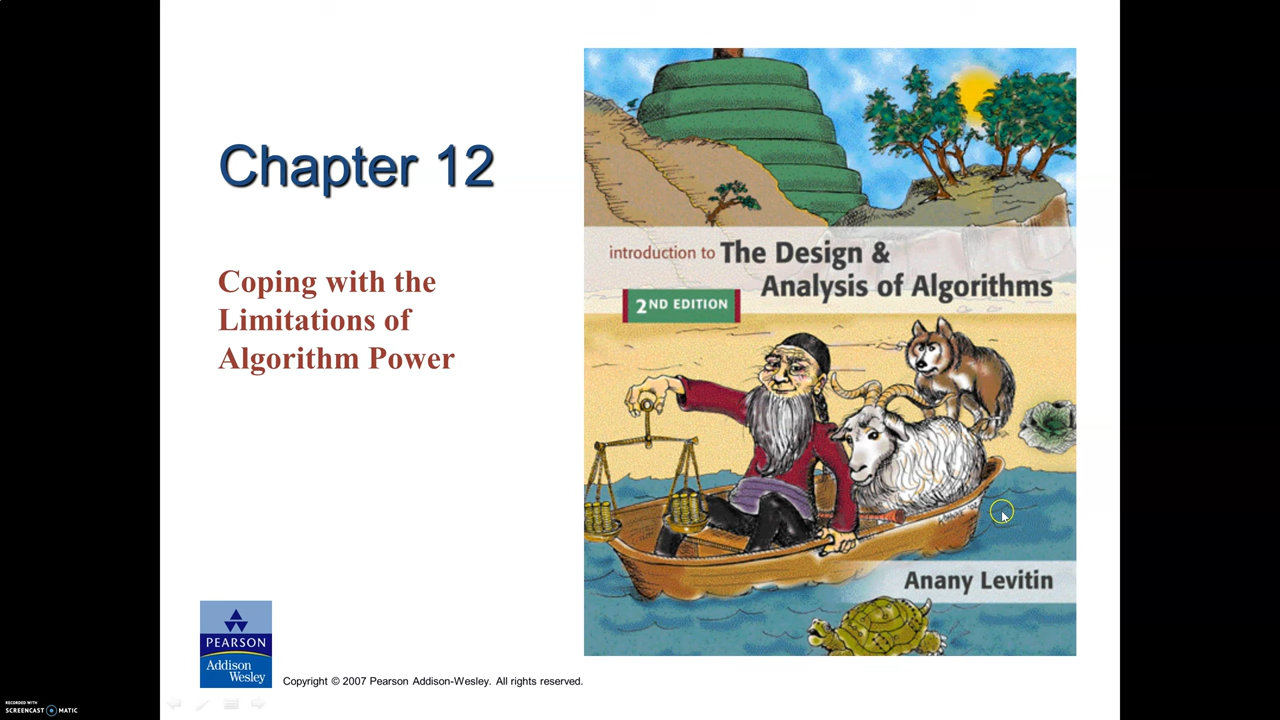 Chapter 12
Coping with the
Limitations of
Algorithm Power
introduction to The Design &
Analysis of Algorithms
2ND EDITION
Anany Levitin
PEARSON
Addison
Wesley
Copyright © 2007 Pearson Addison-Wesley. All rights reserved.
RECORDED WITH
SCREENCAST MATIC